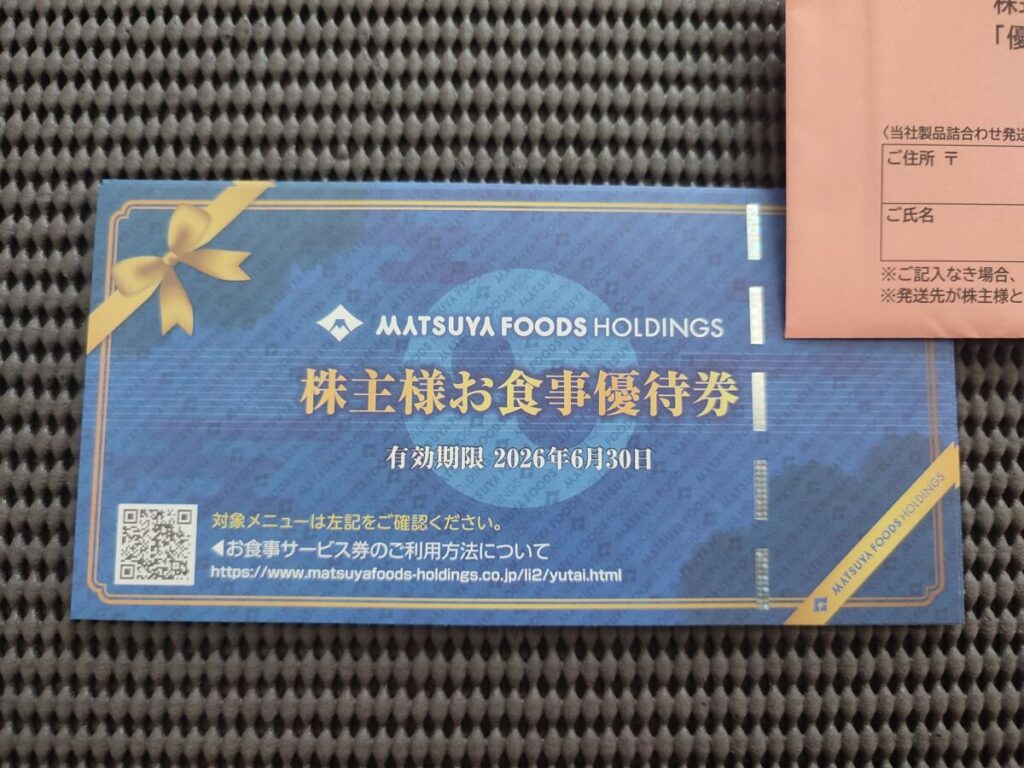 MATSUYA FOODS HOLDINGS
株主様お食事優待券
有効期限 2026年6月30日
対象メニューは左記をご確認ください。
◀お食事サービス券のご利用方法について
https://www.matsuyafoods-holdings.co.jp/li2/yutai.html
MATSUYA FOODS HOLDINGS
株主
「優
〈当社製品詰合わせ発送
ご住所 〒
ご氏名
※ご記入なき場合、
※発送先が株主様と